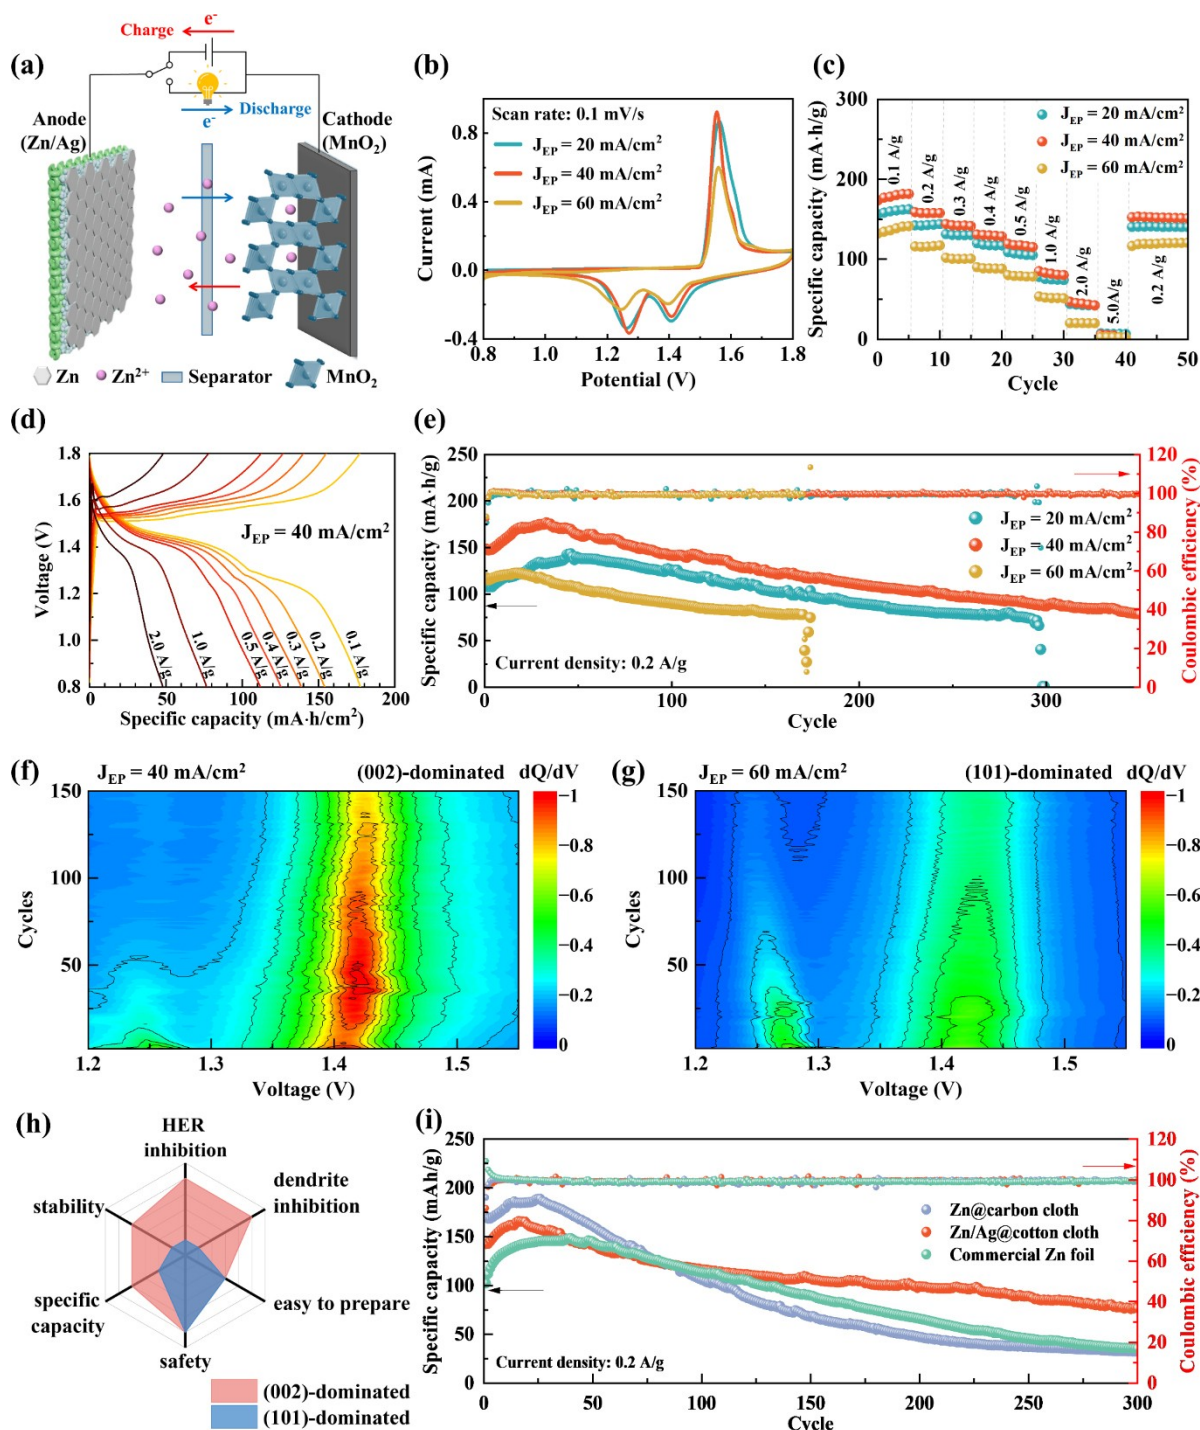 (a)
Charge
e-
e-
Discharge
Anode
(Zn/Ag)
Cathode
(MnO2)
Zn
Zn2+
Separator
MnO2
(b)
Scan rate: 0.1 mV/s
JEP = 20 mA/cm2
JEP = 40 mA/cm2
JEP = 60 mA/cm2
Current (mA)
0.8
0.4
0.0
-0.4
0.8 1.0 1.2 1.4 1.6 1.8
Potential (V)
(c)
JEP = 20 mA/cm2
JEP = 40 mA/cm2
JEP = 60 mA/cm2
Specific capacity (mA·h/g)
300
200
100
0
0.1 A/g
0.2 A/g
0.3 A/g
0.4 A/g
0.5 A/g
1.0 A/g
2.0 A/g
5.0A/g
0.2 A/g
0 10 20 30 40 50
Cycle
(d)
Voltage (V)
1.8
1.6
1.4
1.2
1.0
0.8
JEP = 40 mA/cm2
2.0 A/g
1.0 A/g
0.5 A/g
0.4 A/g
0.3 A/g
0.2 A/g
0.1 A/g
0 50 100 150 200
Specific capacity (mA·h/cm2)
(e)
Specific capacity (mA·h/g)
250
200
150
100
50
0
JEP = 20 mA/cm2
JEP = 40 mA/cm2
JEP = 60 mA/cm2
Current density: 0.2 A/g
0 100 200 300
Cycle
120
100
80
60
40
20
0
Coulombic efficiency (%)
(f)
JEP = 40 mA/cm2 (002)-dominated dQ/dV
Cycles
150
100
50
1.2 1.3 1.4 1.5
Voltage (V)
1
0.8
0.6
0.4
0.2
0
(g)
JEP = 60 mA/cm2 (101)-dominated dQ/dV
150
100
50
Cycles
1.2 1.3 1.4 1.5
Voltage (V)
1
0.8
0.6
0.4
0.2
0
(h)
HER
inhibition
dendrite
inhibition
easy to prepare
safety
specific
capacity
stability
(002)-dominated
(101)-dominated
(i)
Specific capacity (mAh/g)
250
200
150
100
50
0
Zn@carbon cloth
Zn/Ag@cotton cloth
Commercial Zn foil
Current density: 0.2 A/g
0 50 100 150 200 250 300
Cycle
120
100
80
60
40
20
0
Coulombic efficiency (%)